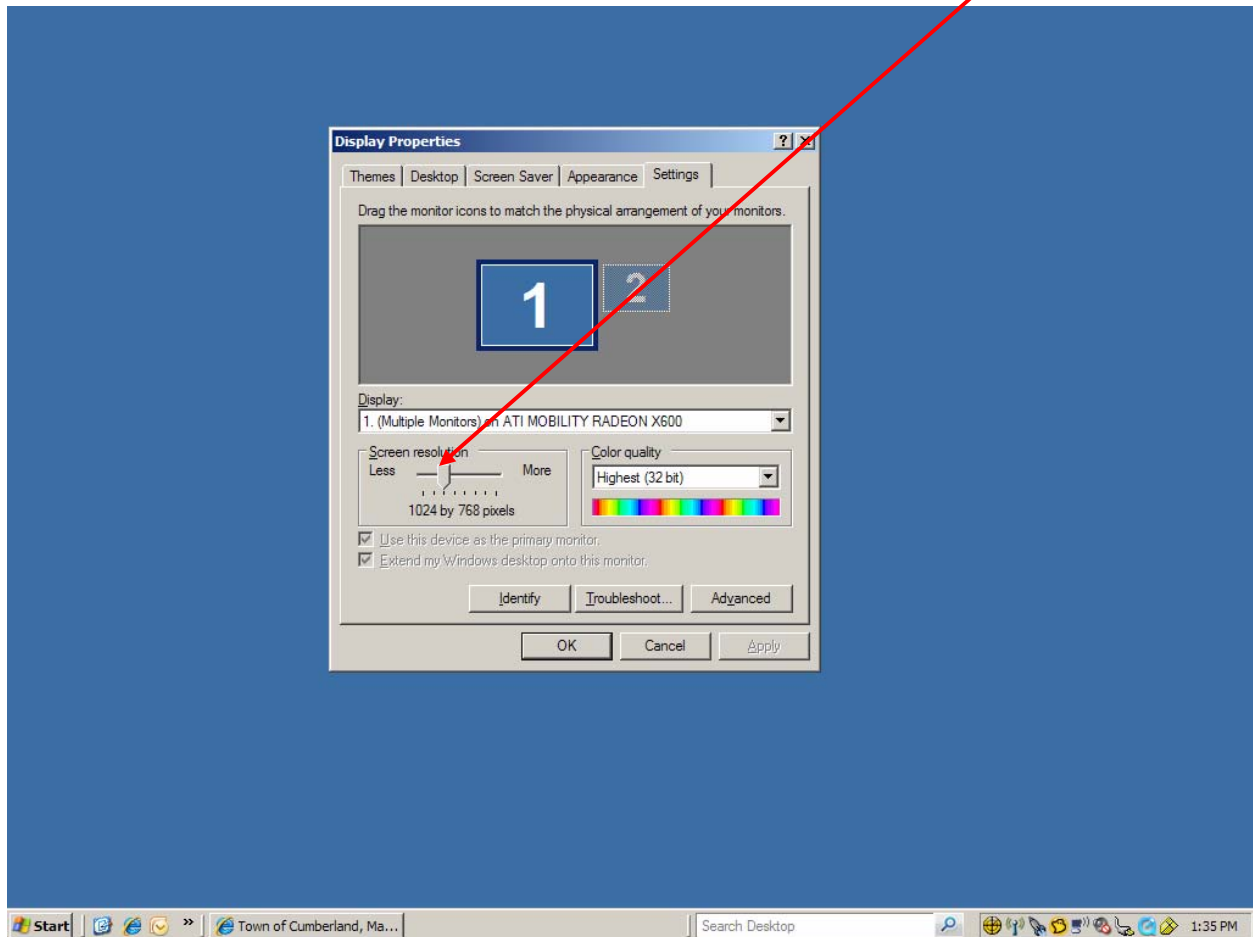 Display Properties
Themes Desktop Screen Saver Appearance Settings
Drag the monitor icons to match the physical arrangement of your monitors.
1 2
Display:
1. (Multiple Monitors) on ATI MOBILITY RADEON X600
Screen resolution Color quality
Less More Highest (32 bit)
1024 by 768 pixels
Use this device as the primary monitor.
Extend my Windows desktop onto this monitor.
Identify Troubleshoot... Advanced
OK Cancel Apply
Start » Town of Cumberland, Ma... Search Desktop 1:35 PM